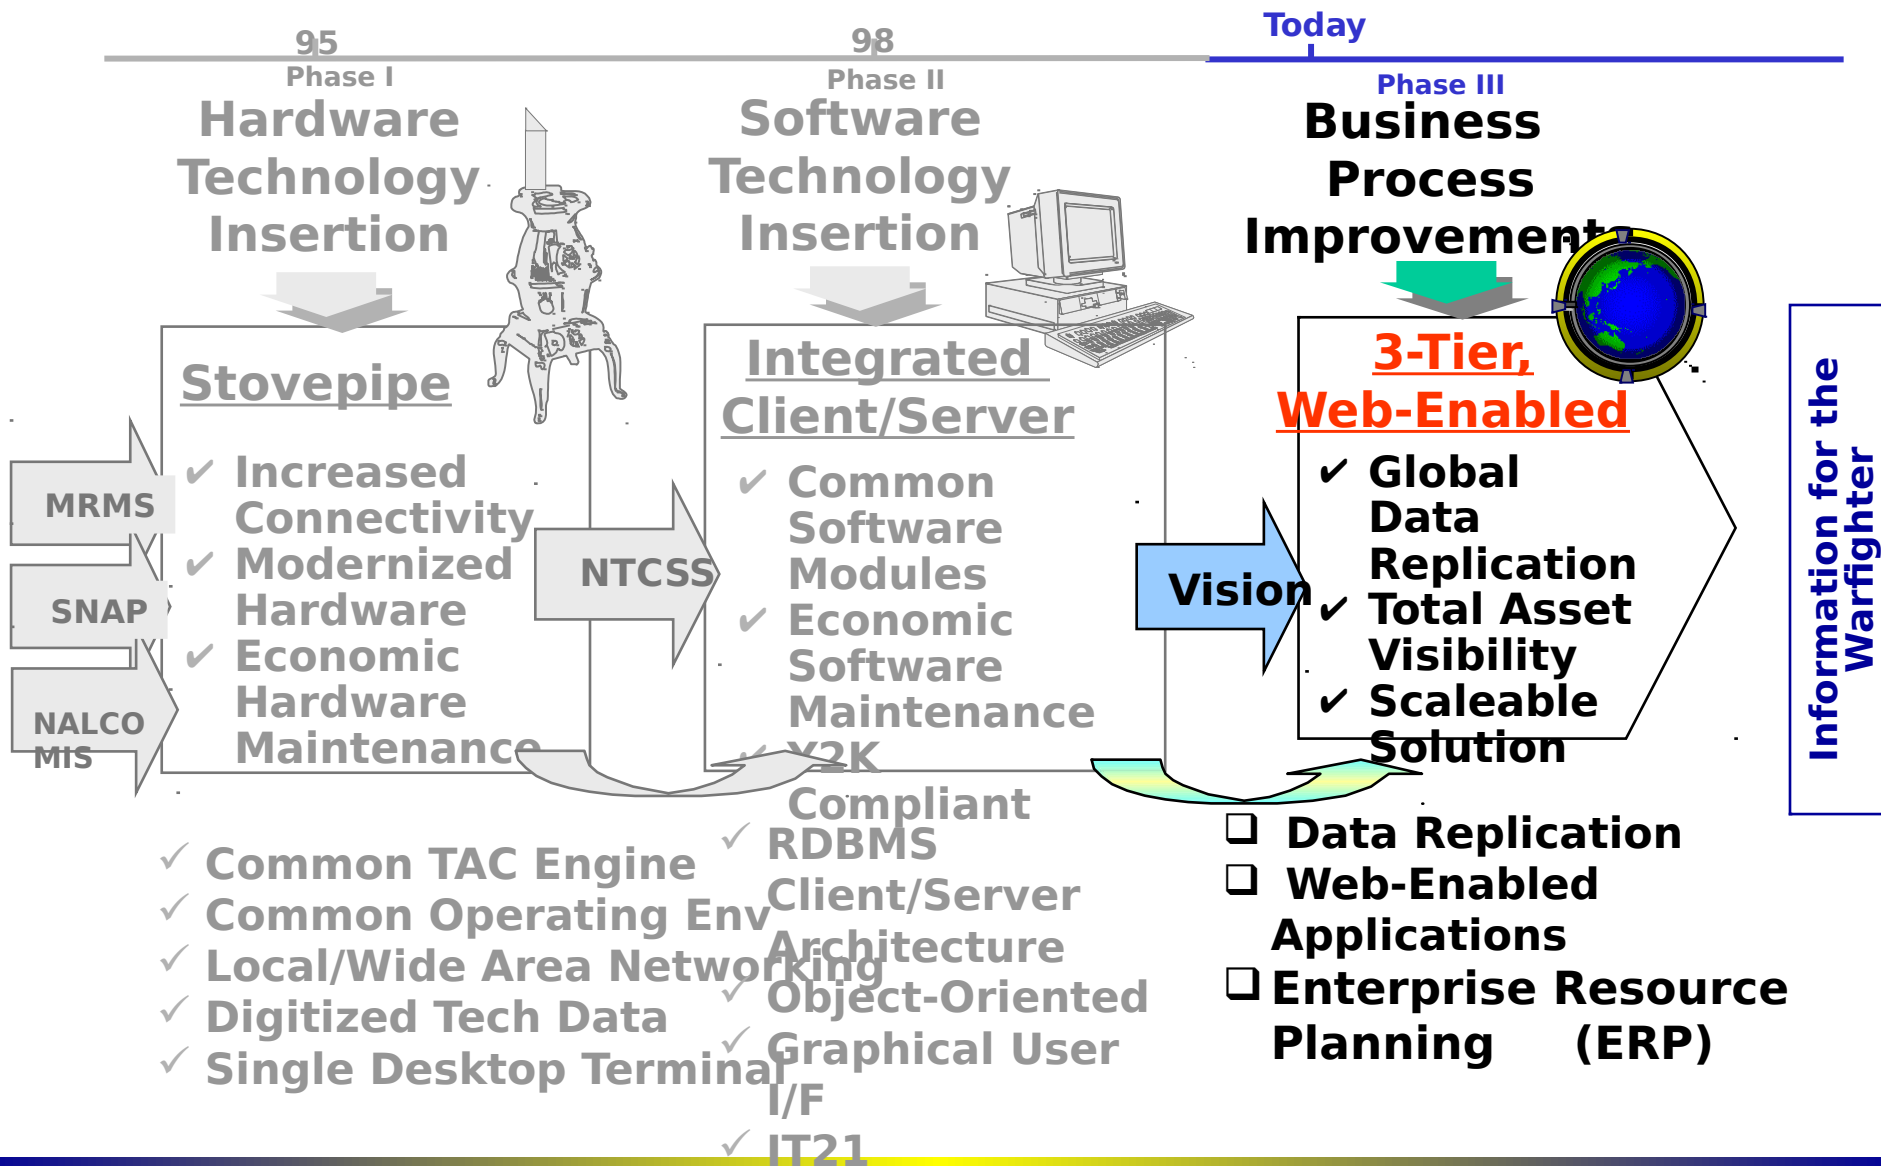 95
Phase I
Hardware
Technology
Insertion
Stovepipe
MRMS
SNAP
NALCO
MIS
Increased
Connectivity
Modernized
Hardware
Economic
Hardware
Maintenance
Common TAC Engine
Common Operating Env
Local/Wide Area Networking
Digitized Tech Data
Single Desktop Terminal
98
Phase II
Software
Technology
Insertion
Integrated
Client/Server
NTCSS
Common
Software
Modules
Economic
Software
Maintenance
Y2K
Compliant
RDBMS
Client/Server
Architecture
Object-Oriented
Graphical User
I/F
IT21
Today
Phase III
Business
Process
Improvements
3-Tier,
Web-Enabled
Vision
Global
Data
Replication
Total Asset
Visibility
Scaleable
Solution
Data Replication
Web-Enabled
Applications
Enterprise Resource
Planning (ERP)
Information for the
Warfighter